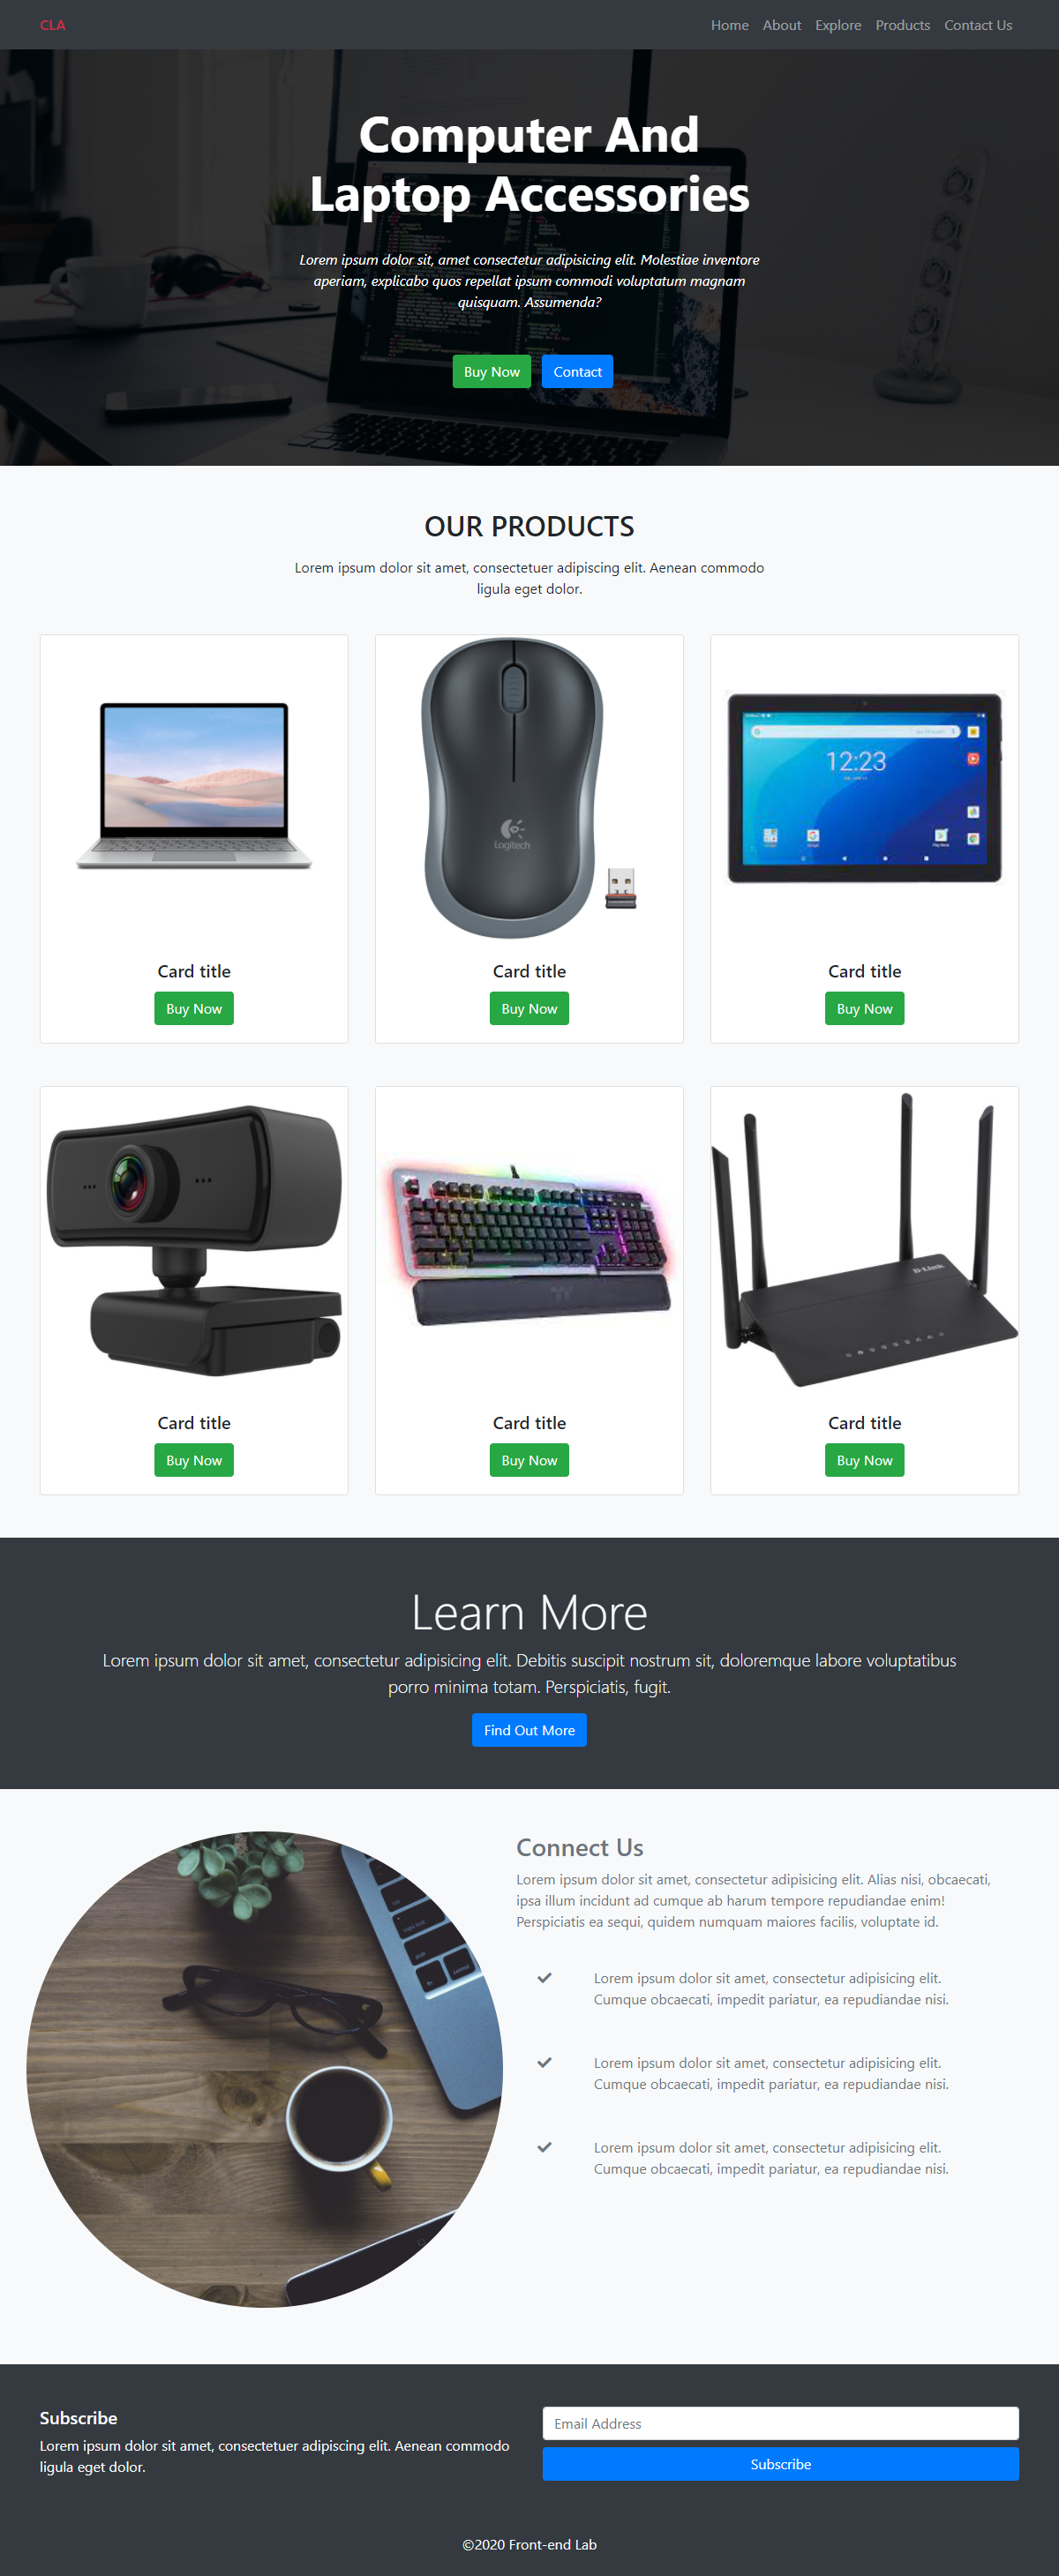 CLA
Home About Explore Products Contact Us
Computer And
Laptop Accessories
Lorem ipsum dolor sit, amet consectetur adipisicing elit. Molestiae inventore
aperiam, explicabo quos repellat ipsum commodi voluptatum magnam
quisquam. Assumenda?
Buy Now Contact
OUR PRODUCTS
Lorem ipsum dolor sit amet, consectetuer adipiscing elit. Aenean commodo
ligula eget dolor.
Logitech
12:23
Card title
Buy Now
Card title
Buy Now
Card title
Buy Now
D-Link
Card title
Buy Now
Card title
Buy Now
Card title
Buy Now
Learn More
Lorem ipsum dolor sit amet, consectetur adipisicing elit. Debitis suscipit nostrum sit, doloremque labore voluptatibus
porro minima totam. Perspiciatis, fugit.
Find Out More
Connect Us
Lorem ipsum dolor sit amet, consectetur adipisicing elit. Alias nisi, obcaecati,
ipsa illum incidunt ad cumque ab harum tempore repudiandae enim!
Perspiciatis ea sequi, quidem numquam maiores facilis, voluptate id.
Lorem ipsum dolor sit amet, consectetur adipisicing elit.
Cumque obcaecati, impedit pariatur, ea repudiandae nisi.
Lorem ipsum dolor sit amet, consectetur adipisicing elit.
Cumque obcaecati, impedit pariatur, ea repudiandae nisi.
Lorem ipsum dolor sit amet, consectetur adipisicing elit.
Cumque obcaecati, impedit pariatur, ea repudiandae nisi.
Subscribe
Lorem ipsum dolor sit amet, consectetuer adipiscing elit. Aenean commodo
ligula eget dolor.
Email Address
Subscribe
©2020 Front-end Lab